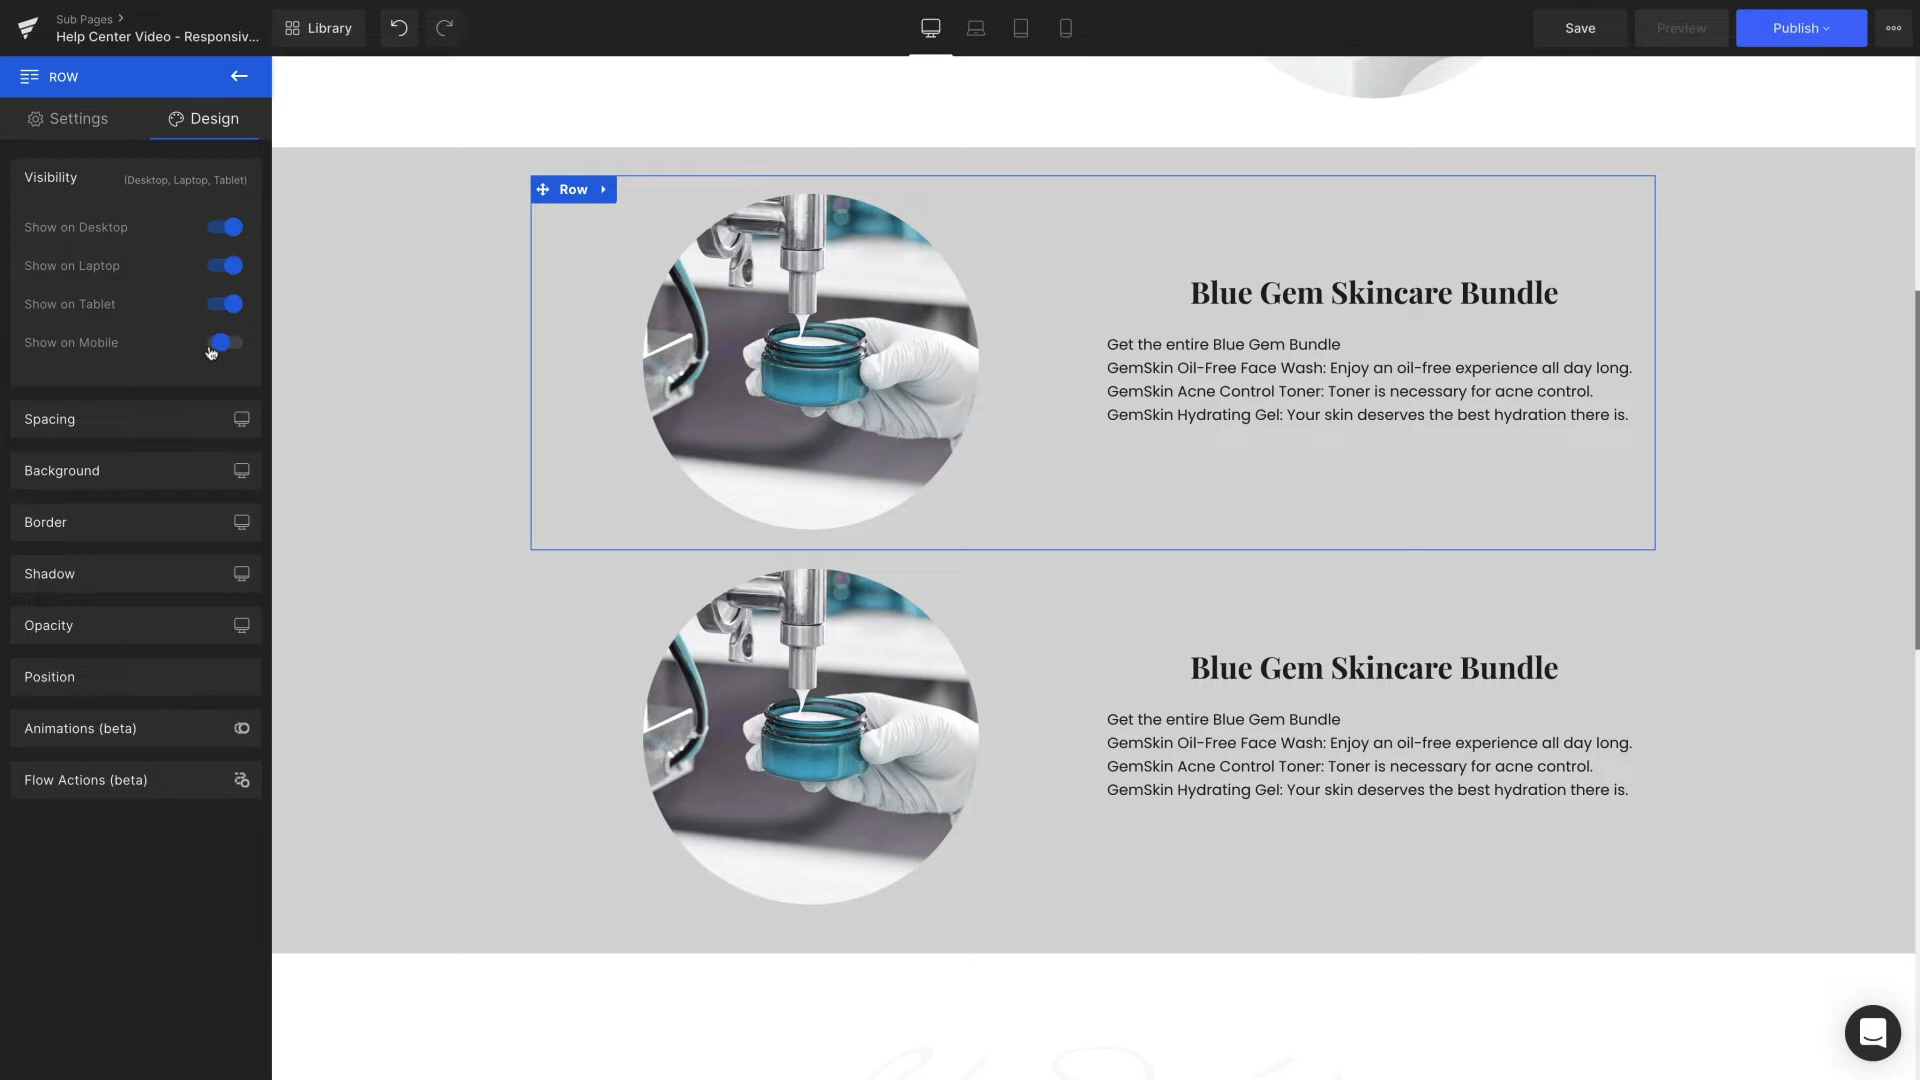 Sub Pages
Help Center Video - Responsiv...
Library
Save
Preview
Publish
ROW
Settings
Design
Visibility
(Desktop, Laptop, Tablet)
Show on Desktop
Show on Laptop
Show on Tablet
Show on Mobile
Spacing
Background
Border
Shadow
Opacity
Position
Animations (beta)
Flow Actions (beta)
Row
Blue Gem Skincare Bundle
Get the entire Blue Gem Bundle
GemSkin Oil-Free Face Wash: Enjoy an oil-free experience all day long.
GemSkin Acne Control Toner: Toner is necessary for acne control.
GemSkin Hydrating Gel: Your skin deserves the best hydration there is.
Blue Gem Skincare Bundle
Get the entire Blue Gem Bundle
GemSkin Oil-Free Face Wash: Enjoy an oil-free experience all day long.
GemSkin Acne Control Toner: Toner is necessary for acne control.
GemSkin Hydrating Gel: Your skin deserves the best hydration there is.